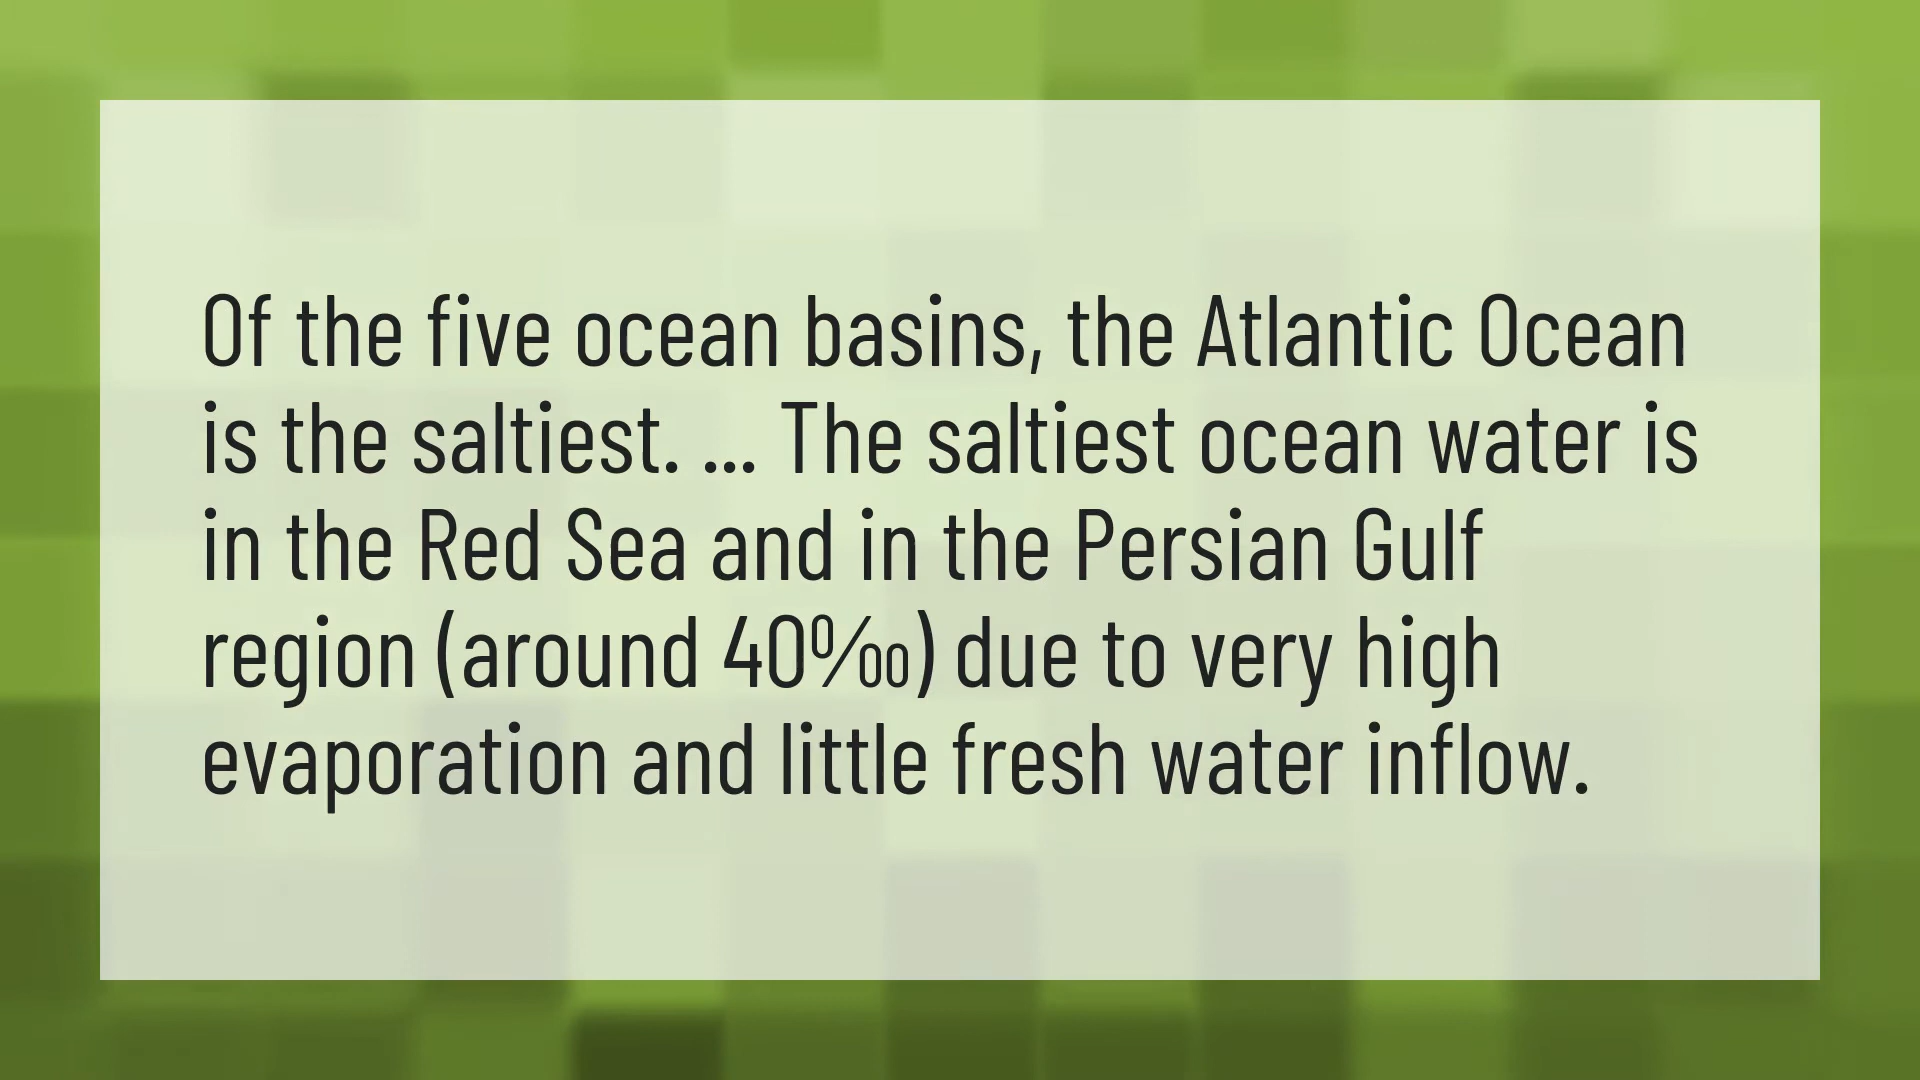 Of the five ocean basins, the Atlantic Ocean
is the saltiest. ... The saltiest ocean water is
in the Red Sea and in the Persian Gulf
region (around 40‰) due to very high
evaporation and little fresh water inflow.